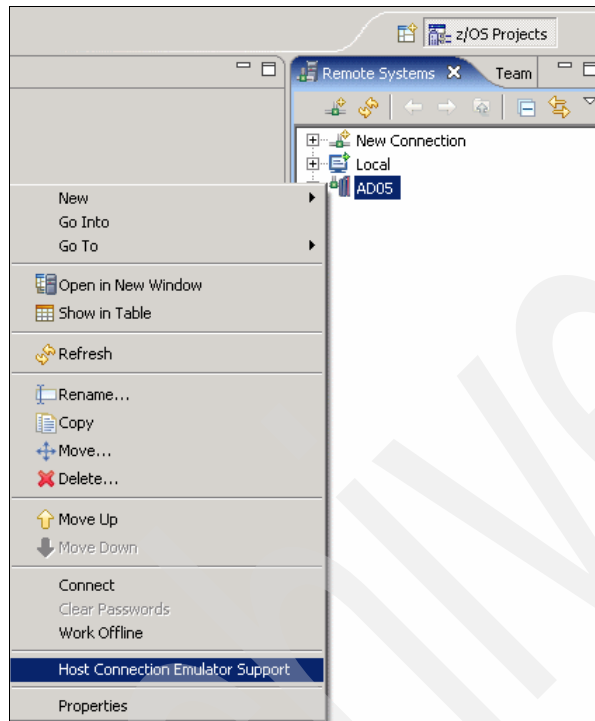 z/OS Projects
Remote Systems Team
New Connection
Local
AD05
New
Go Into
Go To
Open in New Window
Show in Table
Refresh
Rename...
Copy
Move...
Delete...
Move Up
Move Down
Connect
Clear Passwords
Work Offline
Host Connection Emulator Support
Properties